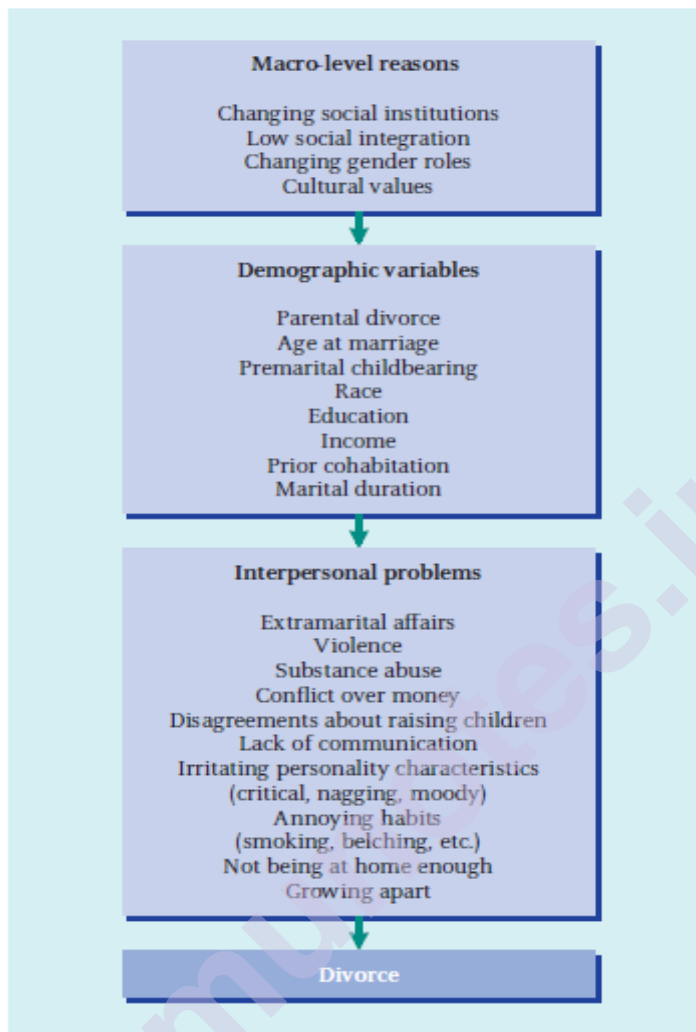 Macro-level reasons
Changing social institutions
Low social integration
Changing gender roles
Cultural values
Demographic variables
Parental divorce
Age at marriage
Premarital childbearing
Race
Education
Income
Prior cohabitation
Marital duration
Interpersonal problems
Extramarital affairs
Violence
Substance abuse
Conflict over money
Disagreements about raising children
Lack of communication
Irritating personality characteristics
(critical, nagging, moody)
Annoying habits
(smoking, belching, etc.)
Not being at home enough
Growing apart
Divorce